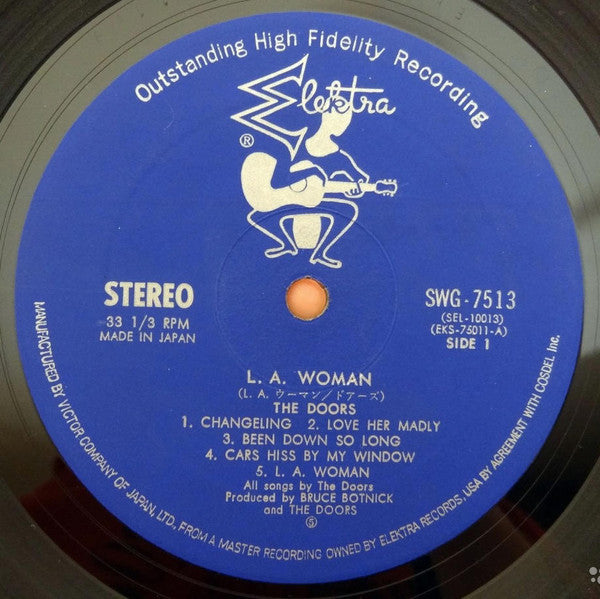 Outstanding High Fidelity Recording
Elektra
®
STEREO
33 1/3 RPM
MADE IN JAPAN
SWG-7513
(SEL-10013)
(EKS-75011-A)
SIDE 1
L. A. WOMAN
(L. A. ウーマン/ドアーズ)
THE DOORS
1. CHANGELING 2. LOVE HER MADLY
3. BEEN DOWN SO LONG
4. CARS HISS BY MY WINDOW
5. L. A. WOMAN
All songs by The Doors
Produced by BRUCE BOTNICK
and THE DOORS
Ⓢ
MANUFACTURED BY VICTOR COMPANY OF JAPAN, LTD., FROM A MASTER RECORDING OWNED BY ELEKTRA RECORDS, USA BY AGREEMENT WITH COSDEL Inc.